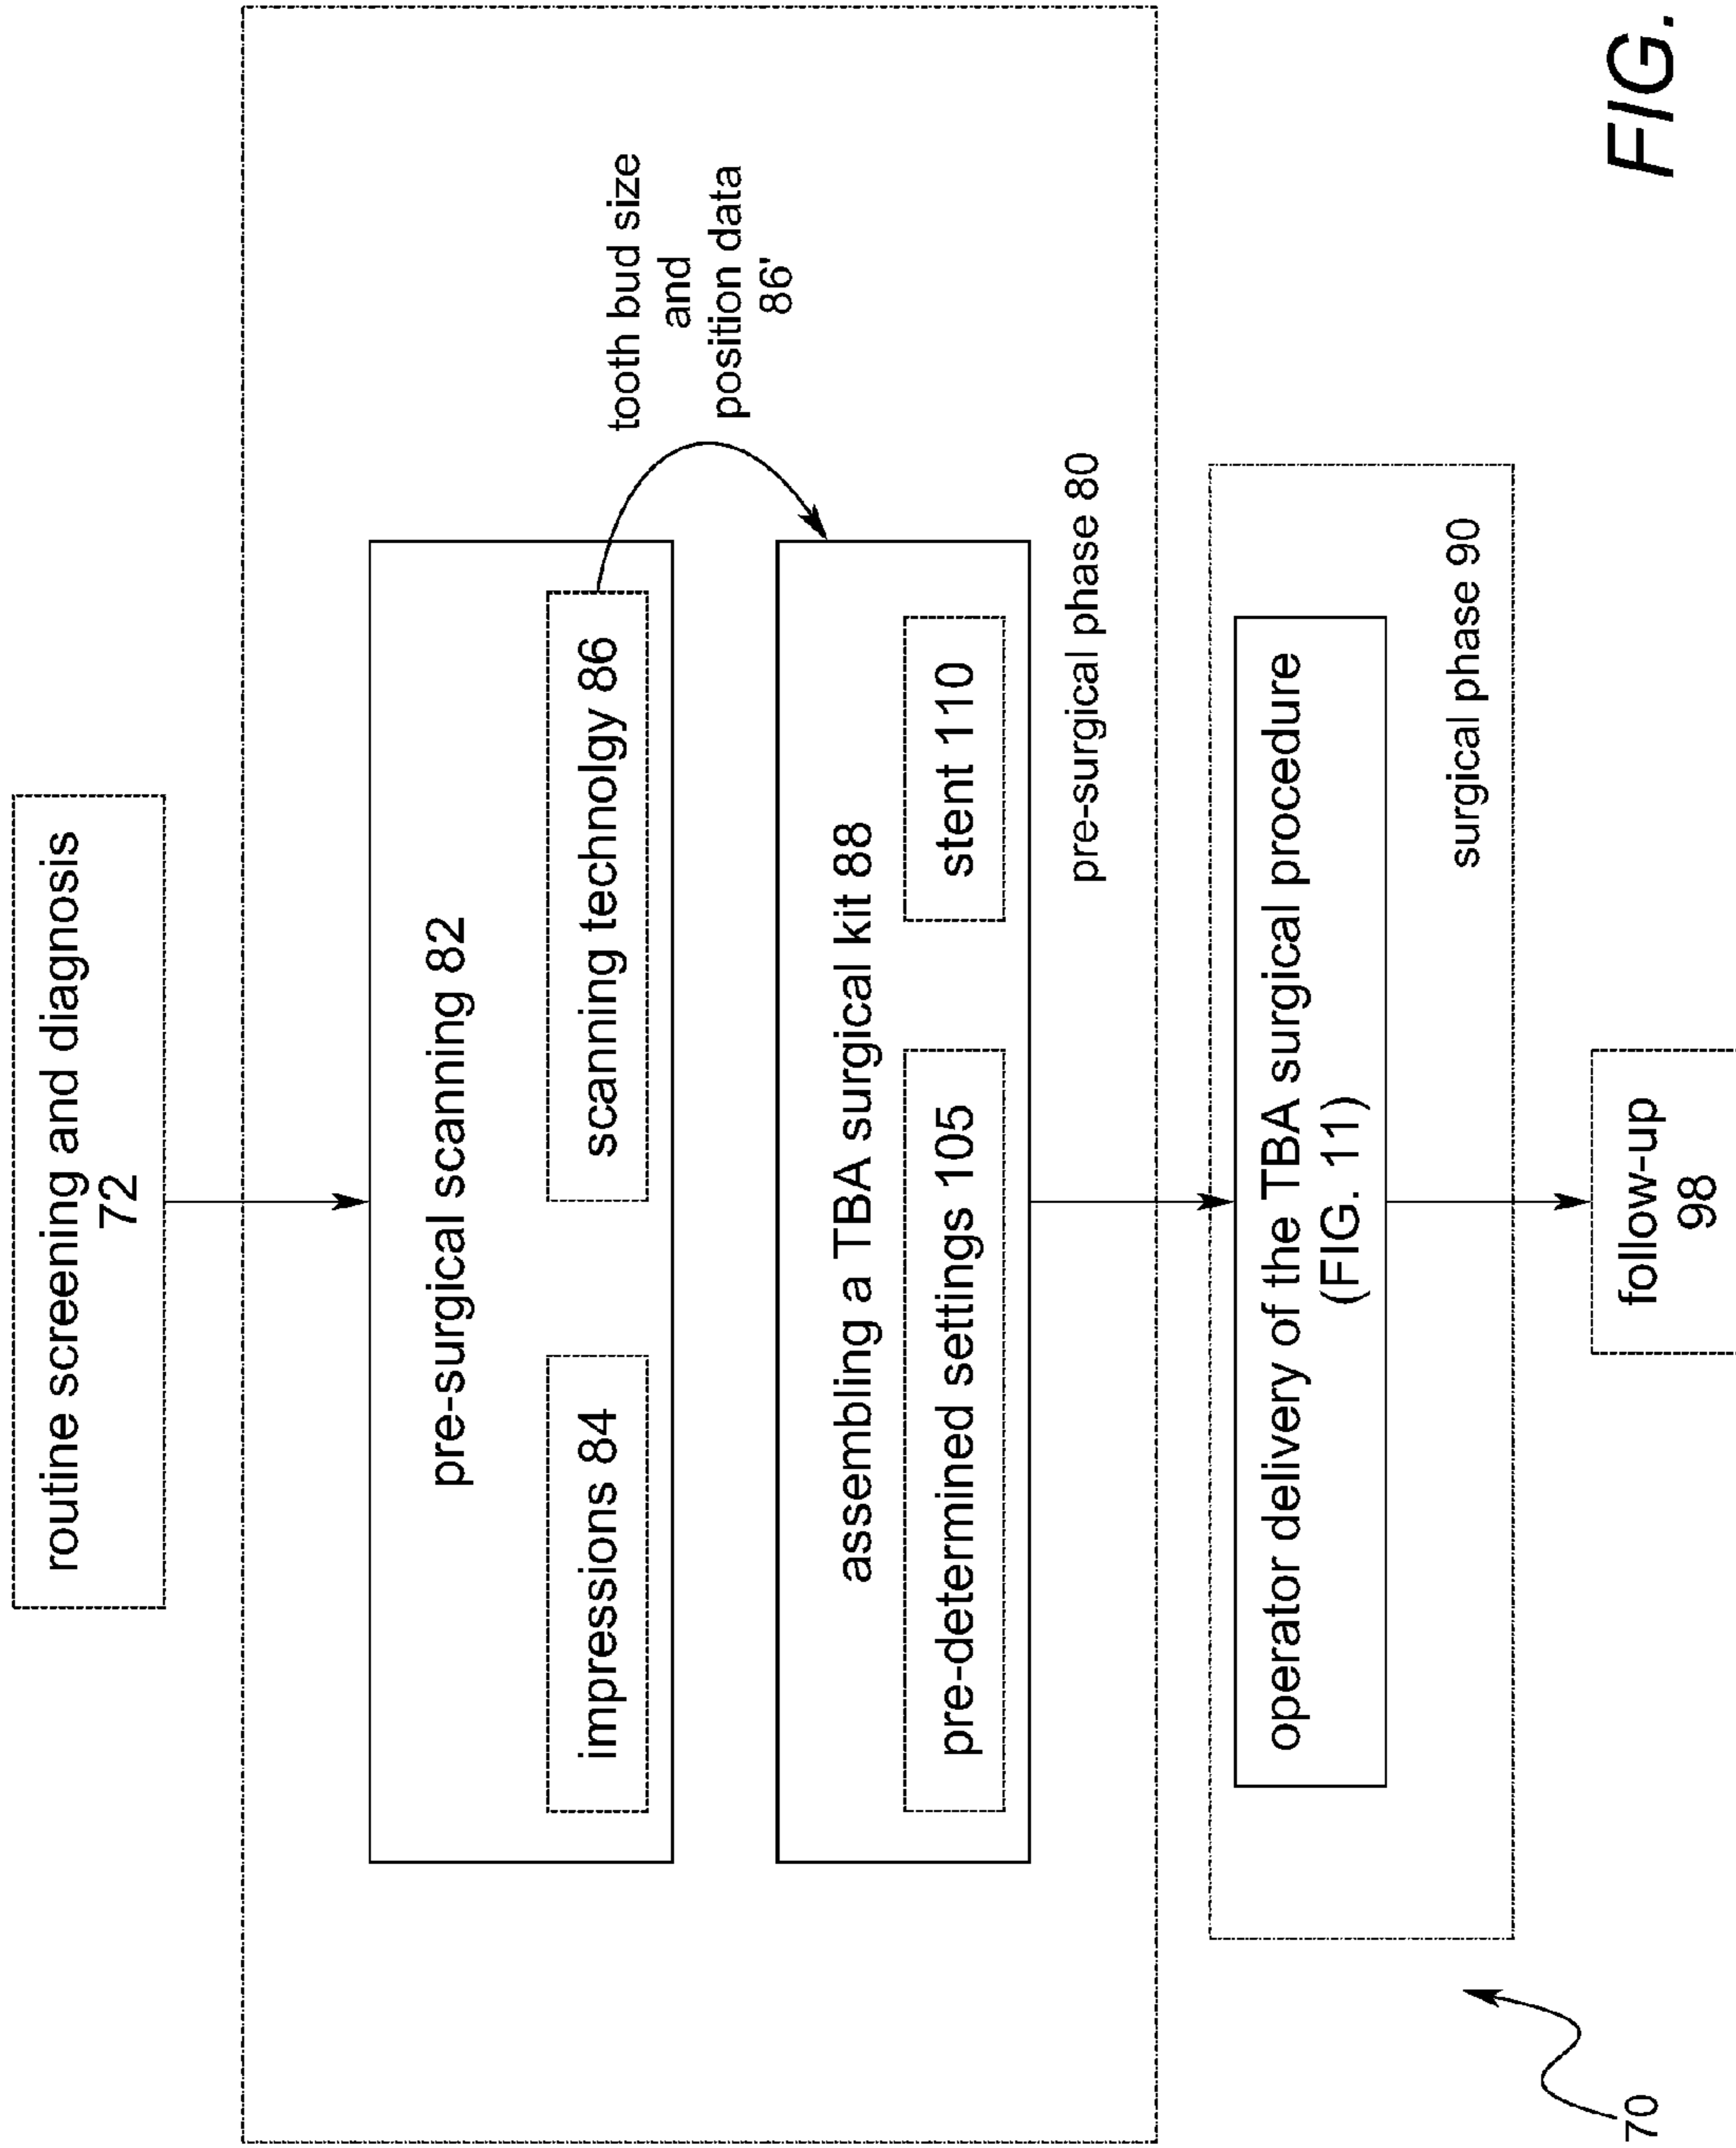 routine screening and diagnosis
72
pre-surgical scanning 82
impressions 84
scanning technology 86
tooth bud size
and
position data
86'
assembling a TBA surgical kit 88
pre-determined settings 105
stent 110
pre-surgical phase 80
operator delivery of the TBA surgical procedure
(FIG. 11)
surgical phase 90
follow-up
98
70
FIG.